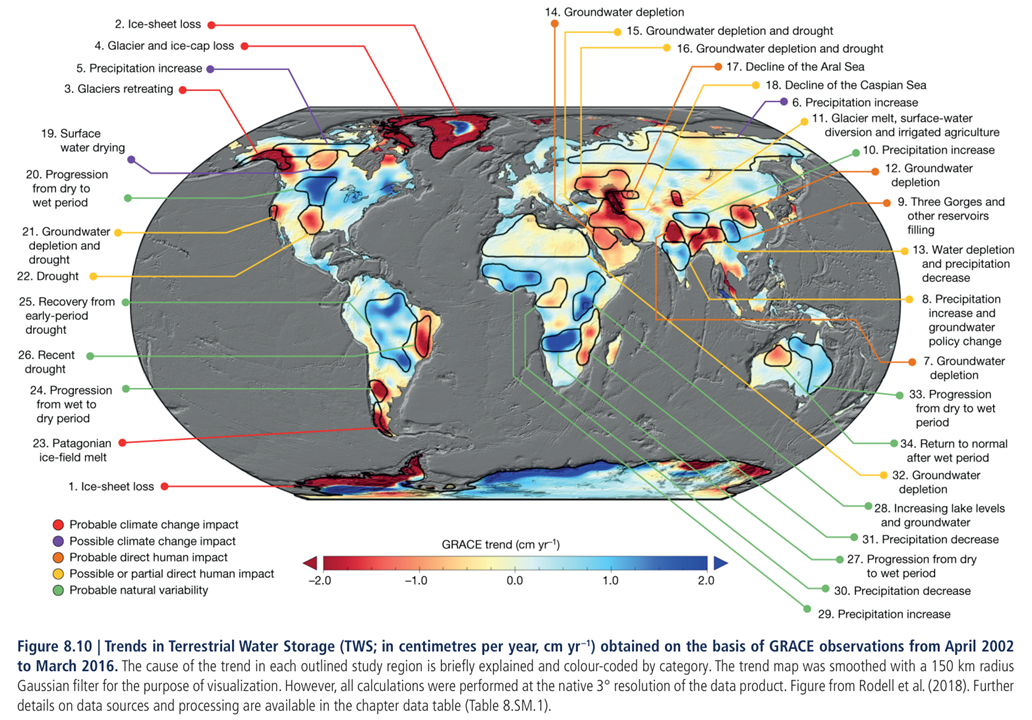 2. Ice-sheet loss
4. Glacier and ice-cap loss
5. Precipitation increase
3. Glaciers retreating
19. Surface
water drying
20. Progression
from dry to
wet period
21. Groundwater
depletion and
drought
22. Drought
25. Recovery from
early-period
drought
26. Recent
drought
24. Progression
from wet to
dry period
23. Patagonian
ice-field melt
1. Ice-sheet loss
14. Groundwater depletion
15. Groundwater depletion and drought
16. Groundwater depletion and drought
17. Decline of the Aral Sea
18. Decline of the Caspian Sea
6. Precipitation increase
11. Glacier melt, surface-water
diversion and irrigated agriculture
10. Precipitation increase
12. Groundwater
depletion
9. Three Gorges and
other reservoirs
filling
13. Water depletion
and precipitation
decrease
8. Precipitation
increase and
groundwater
policy change
7. Groundwater
depletion
33. Progression
from dry to wet
period
34. Return to normal
after wet period
32. Groundwater
depletion
28. Increasing lake levels
and groundwater
31. Precipitation decrease
27. Progression from dry
to wet period
30. Precipitation decrease
29. Precipitation increase
Probable climate change impact
Possible climate change impact
Probable direct human impact
Possible or partial direct human impact
Probable natural variability
GRACE trend (cm yr⁻¹)
–2.0 –1.0 0.0 1.0 2.0
Figure 8.10 | Trends in Terrestrial Water Storage (TWS; in centimetres per year, cm yr⁻¹) obtained on the basis of GRACE observations from April 2002
to March 2016. The cause of the trend in each outlined study region is briefly explained and colour-coded by category. The trend map was smoothed with a 150 km radius
Gaussian filter for the purpose of visualization. However, all calculations were performed at the native 3° resolution of the data product. Figure from Rodell et al. (2018). Further
details on data sources and processing are available in the chapter data table (Table 8.SM.1).